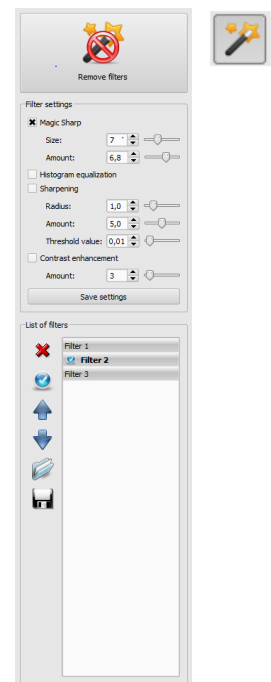 Remove filters
Filter settings
Magic Sharp
Size: 7
Amount: 6,8
Histogram equalization
Sharpening
Radius: 1,0
Amount: 5,0
Threshold value: 0,01
Contrast enhancement
Amount: 3
Save settings
List of filters
Filter 1
Filter 2
Filter 3